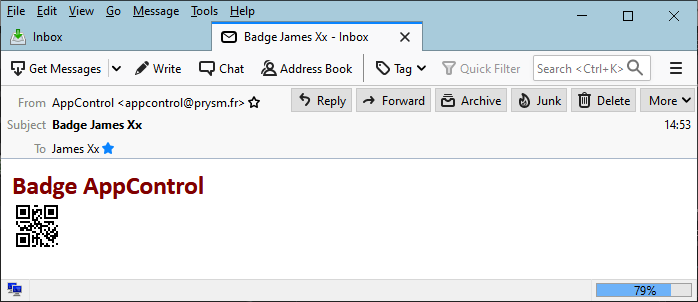 File Edit View Go Message Tools Help
Inbox Badge James Xx - Inbox
Get Messages Write Chat Address Book Tag Quick Filter Search <Ctrl+K>
From AppControl <appcontrol@prysm.fr> Reply Forward Archive Junk Delete More
Subject Badge James Xx 14:53
To James Xx
Badge AppControl
79%